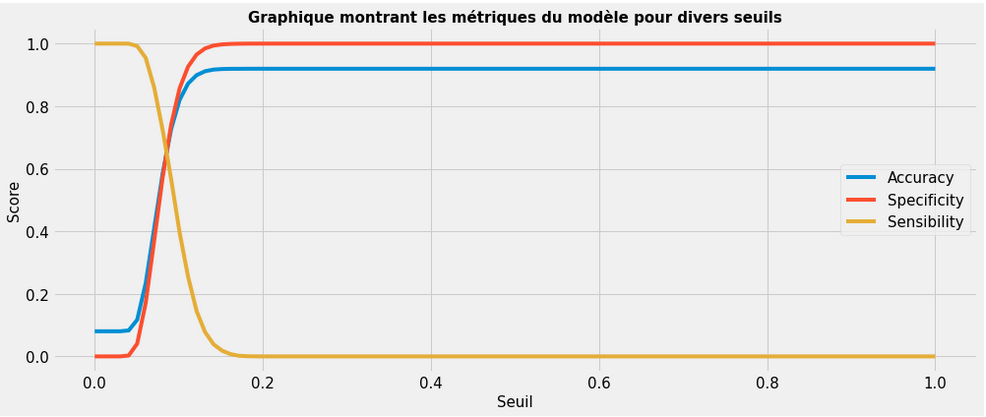 Graphique montrant les métriques du modèle pour divers seuils
1.0
0.8
0.6
0.4
0.2
0.0
Score
Accuracy
Specificity
Sensibility
0.0 0.2 0.4 0.6 0.8 1.0
Seuil